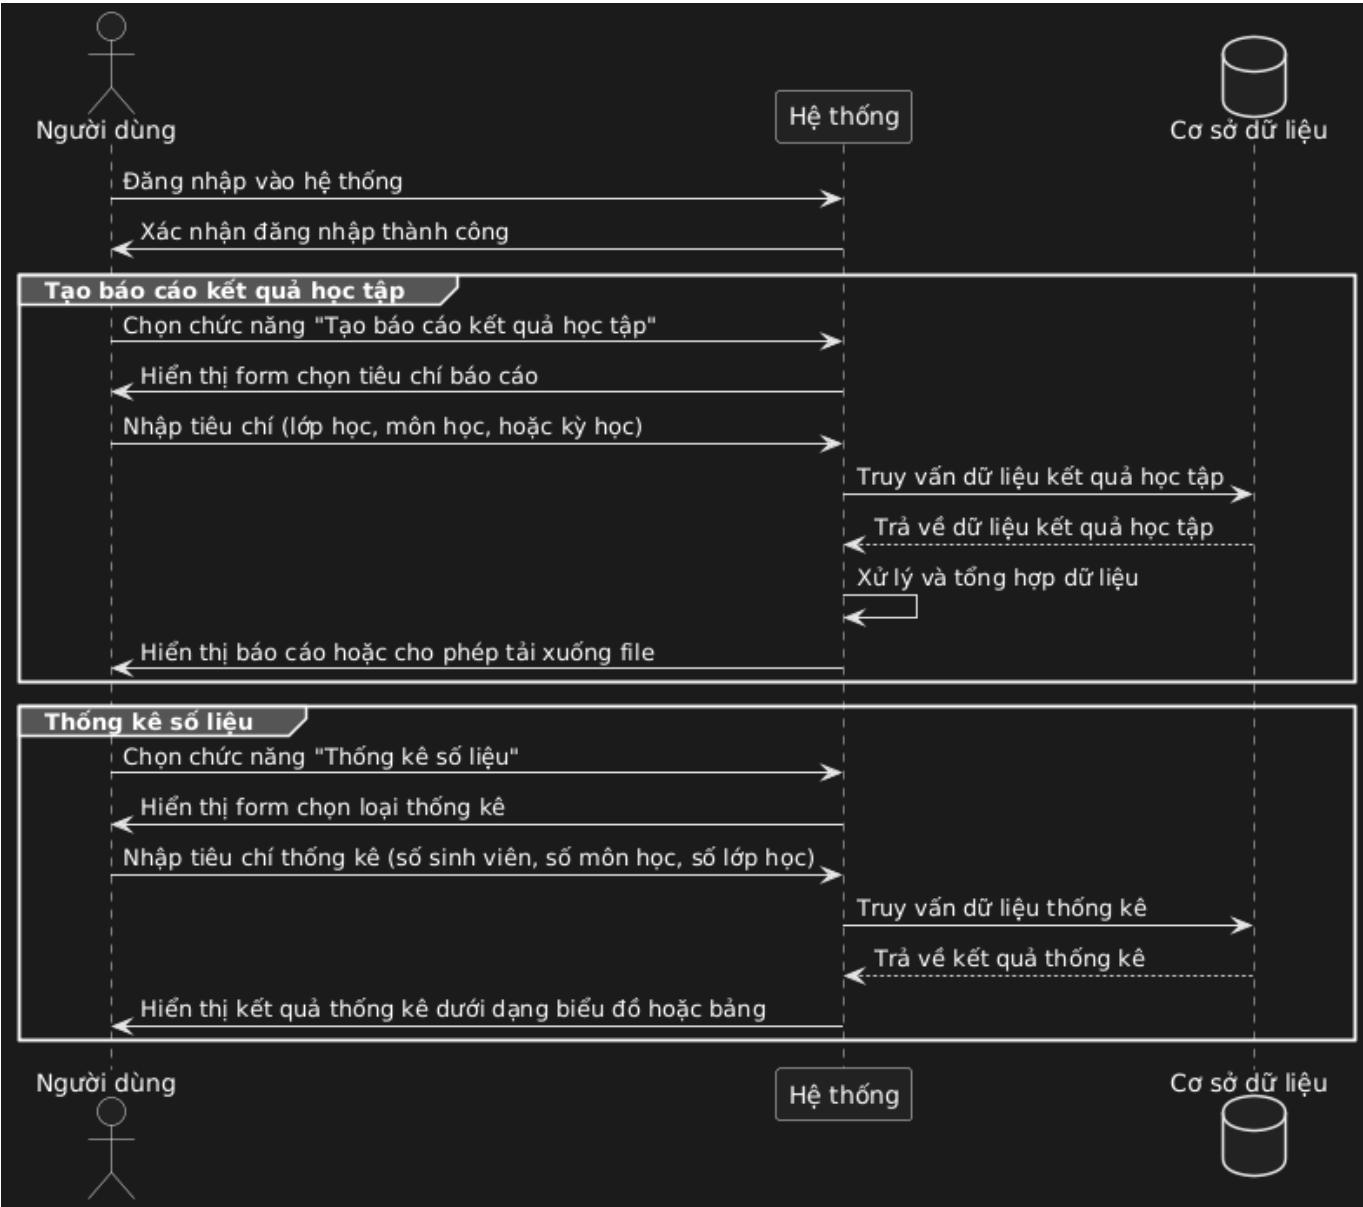 Người dùng
Hệ thống
Cơ sở dữ liệu
Đăng nhập vào hệ thống
Xác nhận đăng nhập thành công
Tạo báo cáo kết quả học tập
Chọn chức năng "Tạo báo cáo kết quả học tập"
Hiển thị form chọn tiêu chí báo cáo
Nhập tiêu chí (lớp học, môn học, hoặc kỳ học)
Truy vấn dữ liệu kết quả học tập
Trả về dữ liệu kết quả học tập
Xử lý và tổng hợp dữ liệu
Hiển thị báo cáo hoặc cho phép tải xuống file
Thống kê số liệu
Chọn chức năng "Thống kê số liệu"
Hiển thị form chọn loại thống kê
Nhập tiêu chí thống kê (số sinh viên, số môn học, số lớp học)
Truy vấn dữ liệu thống kê
Trả về kết quả thống kê
Hiển thị kết quả thống kê dưới dạng biểu đồ hoặc bảng
Người dùng
Hệ thống
Cơ sở dữ liệu